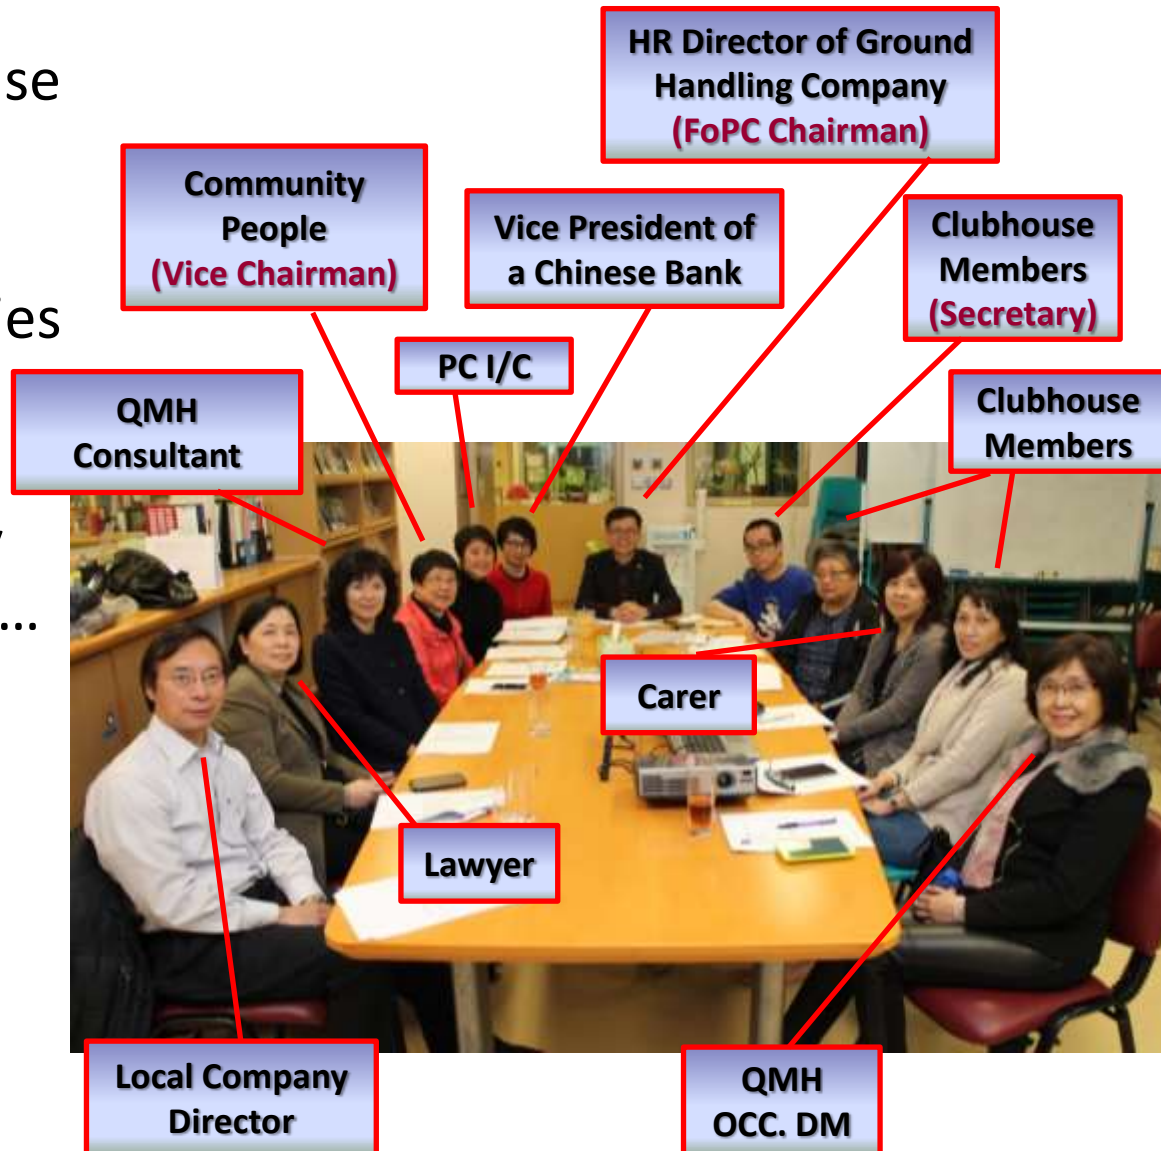 se
HR Director of Ground
Handling Company
(FoPC Chairman)
Community
People
(Vice Chairman)
Vice President of
a Chinese Bank
Clubhouse
Members
(Secretary)
ies
PC I/C
QMH
Consultant
Clubhouse
Members
...
Carer
Lawyer
Local Company
Director
QMH
OCC. DM